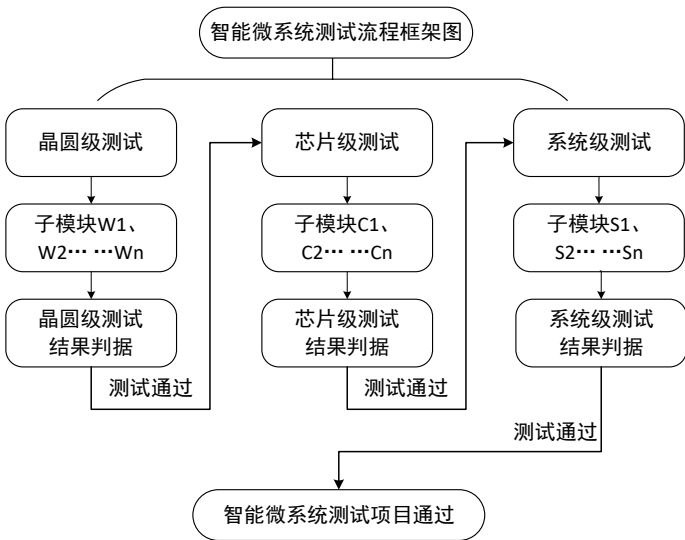 智能微系统测试流程框架图
晶圆级测试
芯片级测试
系统级测试
子模块W1、
W2⋯ ⋯Wn
子模块C1、
C2⋯ ⋯Cn
子模块S1、
S2⋯ ⋯Sn
晶圆级测试
结果判据
芯片级测试
结果判据
系统级测试
结果判据
测试通过
测试通过
测试通过
智能微系统测试项目通过